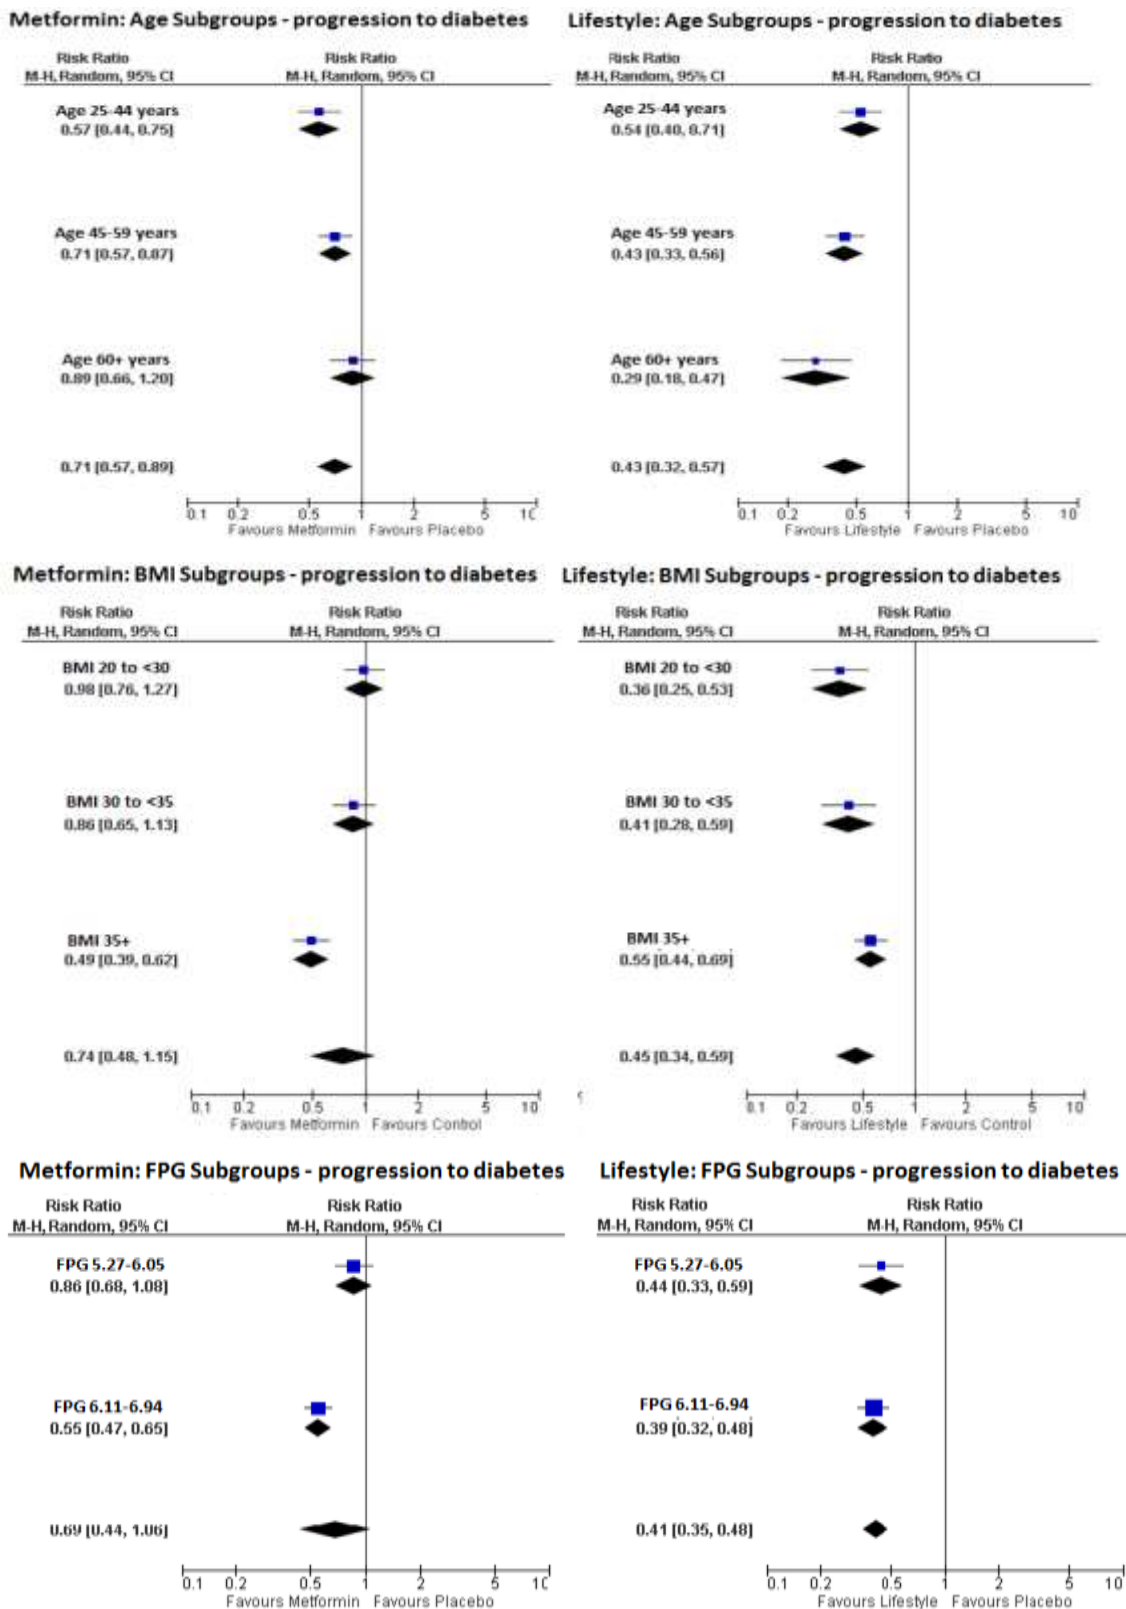 Metformin: Age Subgroups - progression to diabetes
Risk Ratio
M-H, Random, 95% CI
Risk Ratio
M-H, Random, 95% CI
Age 25-44 years
0.57 [0.44, 0.75]
Age 45-59 years
0.71 [0.57, 0.87]
Age 60+ years
0.89 [0.66, 1.20]
0.71 [0.57, 0.89]
0.1 0.2 0.5 1 2 5
Favours Metformin Favours Placebo
Lifestyle: Age Subgroups - progression to diabetes
Risk Ratio
M-H, Random, 95% CI
Risk Ratio
M-H, Random, 95% CI
Age 25-44 years
0.54 [0.40, 0.71]
Age 45-59 years
0.43 [0.33, 0.56]
Age 60+ years
0.29 [0.18, 0.47]
0.43 [0.32, 0.57]
0.1 0.2 0.5 1 2 5 10
Favours Lifestyle Favours Placebo
Metformin: BMI Subgroups - progression to diabetes
Risk Ratio
M-H, Random, 95% CI
Risk Ratio
M-H, Random, 95% CI
BMI 20 to <30
0.98 [0.76, 1.27]
BMI 30 to <35
0.86 [0.65, 1.13]
BMI 35+
0.49 [0.39, 0.62]
0.74 [0.48, 1.15]
0.1 0.2 0.5 1 2 5 10
Favours Metformin Favours Control
Lifestyle: BMI Subgroups - progression to diabetes
Risk Ratio
M-H, Random, 95% CI
Risk Ratio
M-H, Random, 95% CI
BMI 20 to <30
0.36 [0.25, 0.53]
BMI 30 to <35
0.41 [0.28, 0.59]
BMI 35+
0.55 [0.44, 0.69]
0.45 [0.34, 0.59]
0.1 0.2 0.5 1 2 5 10
Favours Lifestyle Favours Control
Metformin: FPG Subgroups - progression to diabetes
Risk Ratio
M-H, Random, 95% CI
Risk Ratio
M-H, Random, 95% CI
FPG 5.27-6.05
0.86 [0.68, 1.08]
FPG 6.11-6.94
0.55 [0.47, 0.65]
0.69 [0.44, 1.06]
0.1 0.2 0.5 1 2 5
Favours Metformin Favours Placebo
Lifestyle: FPG Subgroups - progression to diabetes
Risk Ratio
M-H, Random, 95% CI
Risk Ratio
M-H, Random, 95% CI
FPG 5.27-6.05
0.44 [0.33, 0.59]
FPG 6.11-6.94
0.39 [0.32, 0.48]
0.41 [0.35, 0.48]
0.1 0.2 0.5 1 2 5 10
Favours Lifestyle Favours Placebo